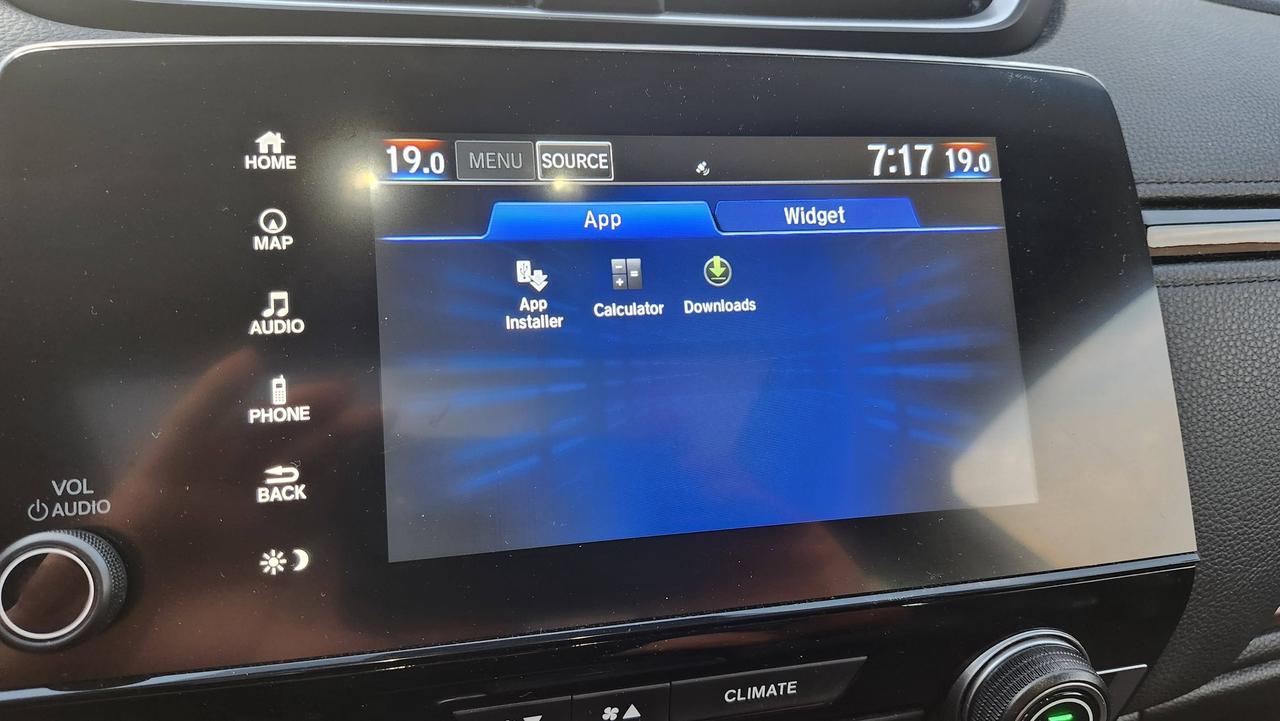 HOME
MAP
AUDIO
PHONE
BACK
VOL
AUDIO
19.0 MENU SOURCE 7:17 19.0
App Widget
App
Installer
Calculator
Downloads
CLIMATE